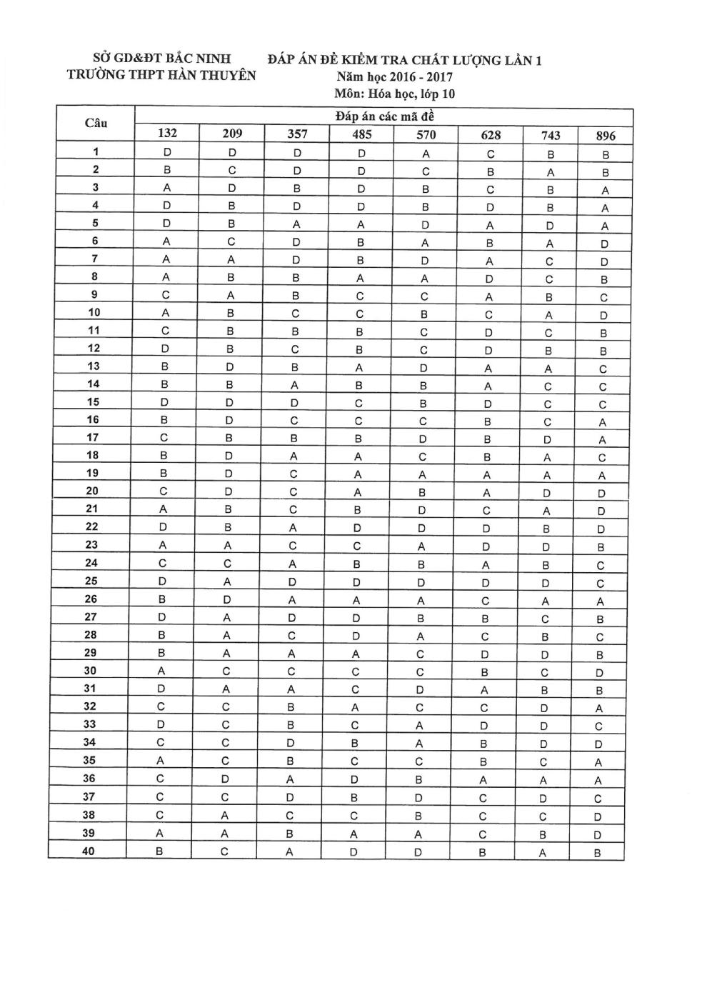 SỞ GD&ĐT BẮC NINH ĐÁP ÁN ĐỀ KIỂM TRA CHẤT LƯỢNG LẦN 1
TRƯỜNG THPT HÀN THUYÊN Năm học 2016 - 2017
Môn: Hóa học, lớp 10
Câu Đáp án các mã đề
132 209 357 485 570 628 743 896
1 D D D D A C B B
2 B C D D C B A B
3 A D B D B C B A
4 D B D D B D B A
5 D B A A D A D A
6 A C D B A B A D
7 A A D B D A C D
8 A B B A A D C B
9 C A B C C A B C
10 A B C C B C A D
11 C B B B C D C B
12 D B C B C D B B
13 B D B A D A A C
14 B B A B B A C C
15 D D D C B D C C
16 B D C C C B C A
17 C B B B D B D A
18 B D A A C B A C
19 B D C A A A A A
20 C D C A B A D D
21 A B C B D C A D
22 D B A D D D B D
23 A A C C A D D B
24 C C A B B A B C
25 D A D D D D D C
26 B D A A A C A A
27 D A D D B B C B
28 B A C D A C B C
29 B A A A C D D B
30 A C C C C B C D
31 D A A C D A B B
32 C C B A C C D A
33 D C B C A D D C
34 C C D B A B D D
35 A C B C C B C A
36 C D A D B A A A
37 C C D B D C D C
38 C A C C B C C D
39 A A B A A C B D
40 B C A D D B A B